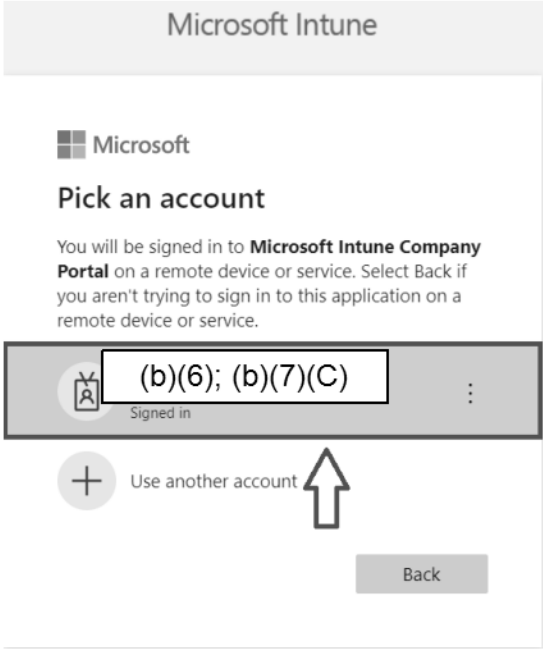 Microsoft Intune
Microsoft
Pick an account
You will be signed in to Microsoft Intune Company
Portal on a remote device or service. Select Back if
you aren't trying to sign in to this application on a
remote device or service.
(b)(6); (b)(7)(C)
Signed in
Use another account
Back